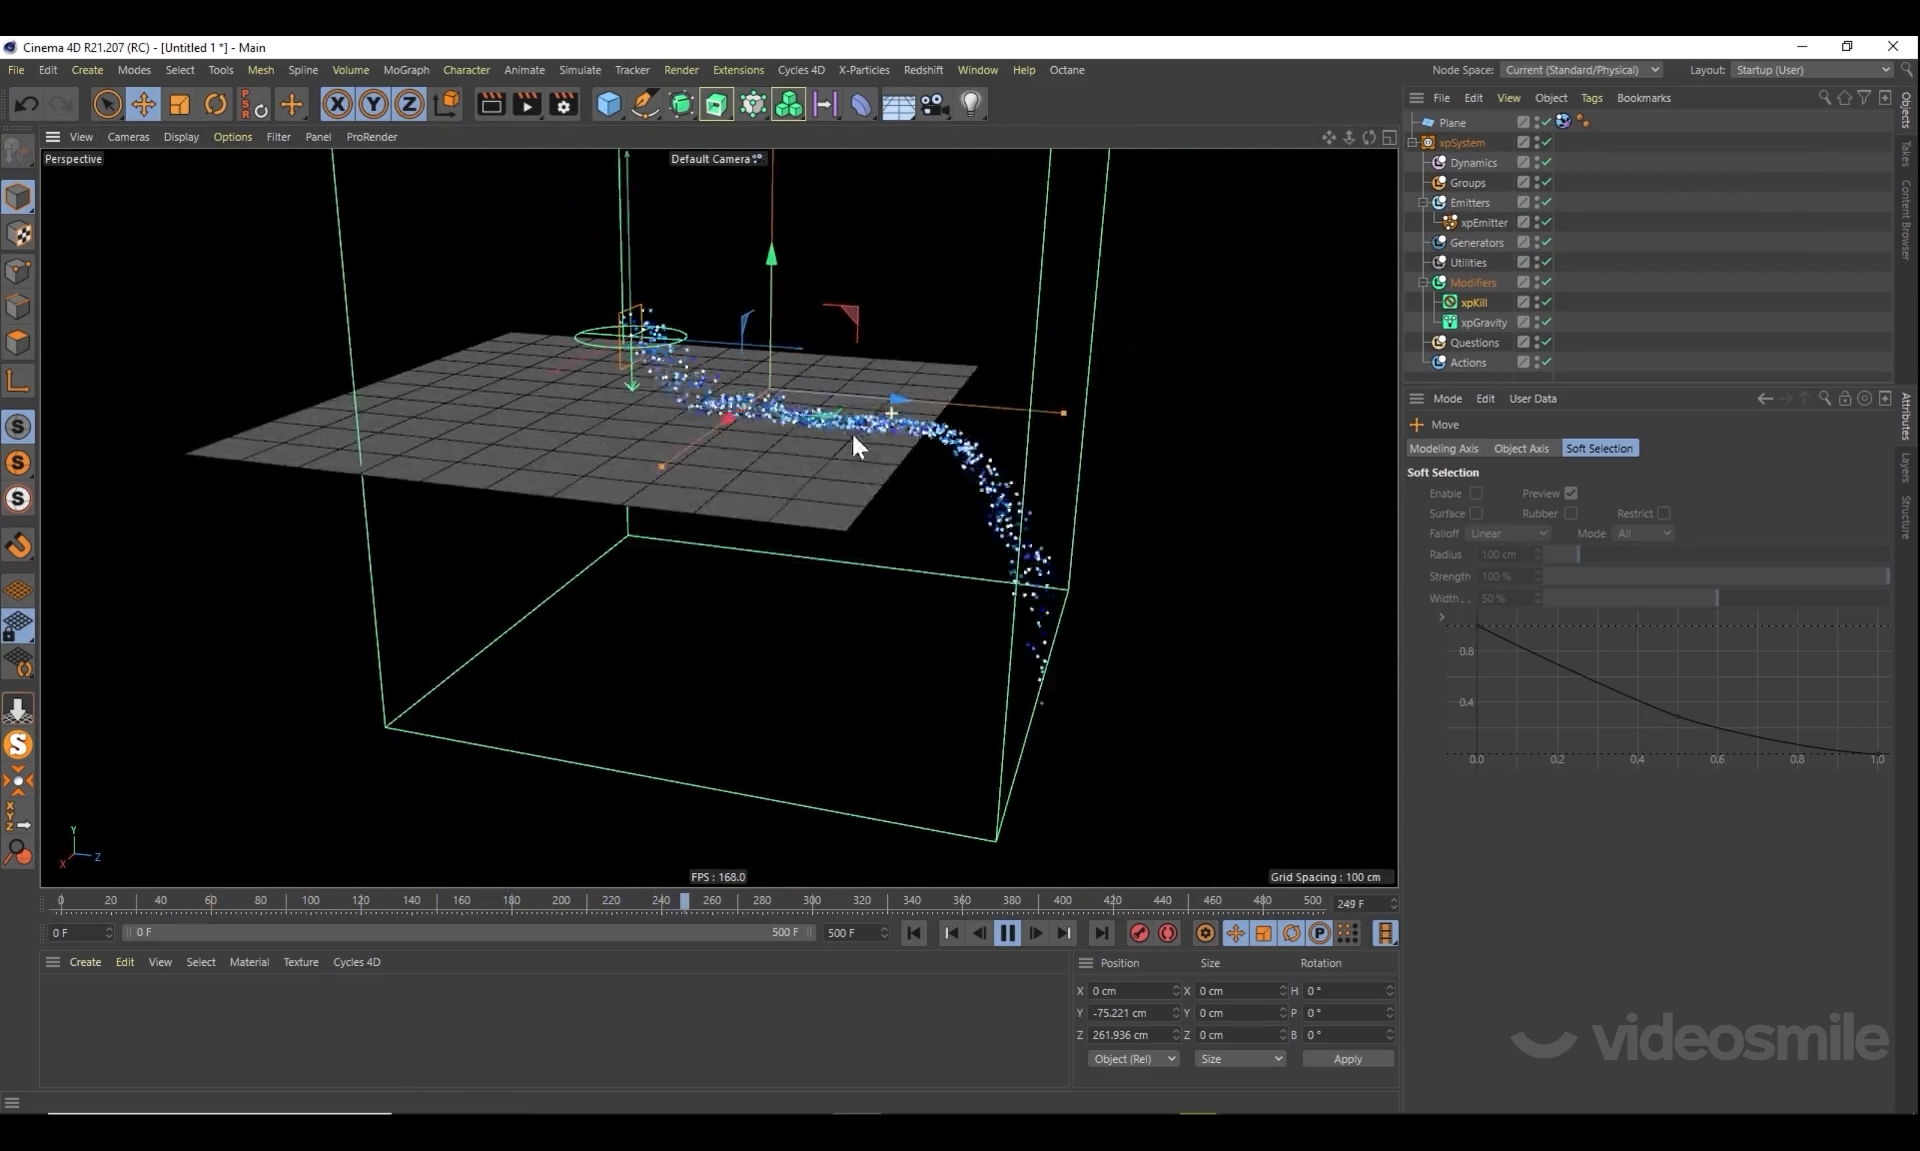 Cinema 4D R21.207 (RC) - [Untitled 1 *] - Main
File Edit Create Modes Select Tools Mesh Spline Volume MoGraph Character Animate Simulate Tracker Render Extensions Cycles 4D X-Particles Redshift Window Help Octane
Node Space: Current (Standard/Physical) Layout: Startup (User)
File Edit View Object Tags Bookmarks
View Cameras Display Options Filter Panel ProRender
Perspective
Default Camera
Plane
xpSystem
Dynamics
Groups
Emitters
xpEmitter
Generators
Utilities
Modifiers
xpKill
xpGravity
Questions
Actions
Objects
Takes
Content Browser
Mode Edit User Data
Move
Modeling Axis Object Axis Soft Selection
Soft Selection
Enable Preview
Surface Rubber Restrict
Falloff Linear Mode All
Radius 100 cm
Strength 100 %
Width . . 50 %
0.8
0.4
0.0 0.2 0.4 0.6 0.8 1.0
Attributes
Layers
Structure
Y
X Z
FPS : 168.0
Grid Spacing : 100 cm
0 20 40 60 80 100 120 140 160 180 200 220 240 260 280 300 320 340 360 380 400 420 440 460 480 500 249 F
0 F 0 F 500 F 500 F
Create Edit View Select Material Texture Cycles 4D
Position Size Rotation
X 0 cm X 0 cm H 0 °
Y -75.221 cm Y 0 cm P 0 °
Z 261.936 cm Z 0 cm B 0 °
Object (Rel) Size Apply
videosmile